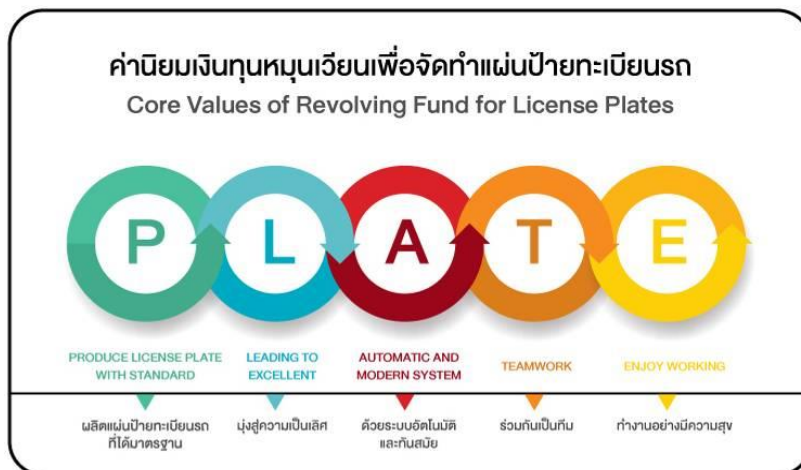 ค่านิยมเงินทุนหมุนเวียนเพื่อจัดทำแผ่นป้ายทะเบียนรถ
Core Values of Revolving Fund for License Plates
P L A T E
PRODUCE LICENSE PLATE
WITH STANDARD
LEADING TO
EXCELLENT
AUTOMATIC AND
MODERN SYSTEM
TEAMWORK
ENJOY WORKING
ผลิตแผ่นป้ายทะเบียนรถ
ที่ได้มาตรฐาน
มุ่งสู่ความเป็นเลิศ
ด้วยระบบอัตโนมัติ
และทันสมัย
ร่วมกันเป็นทีม
ทำงานอย่างมีความสุข